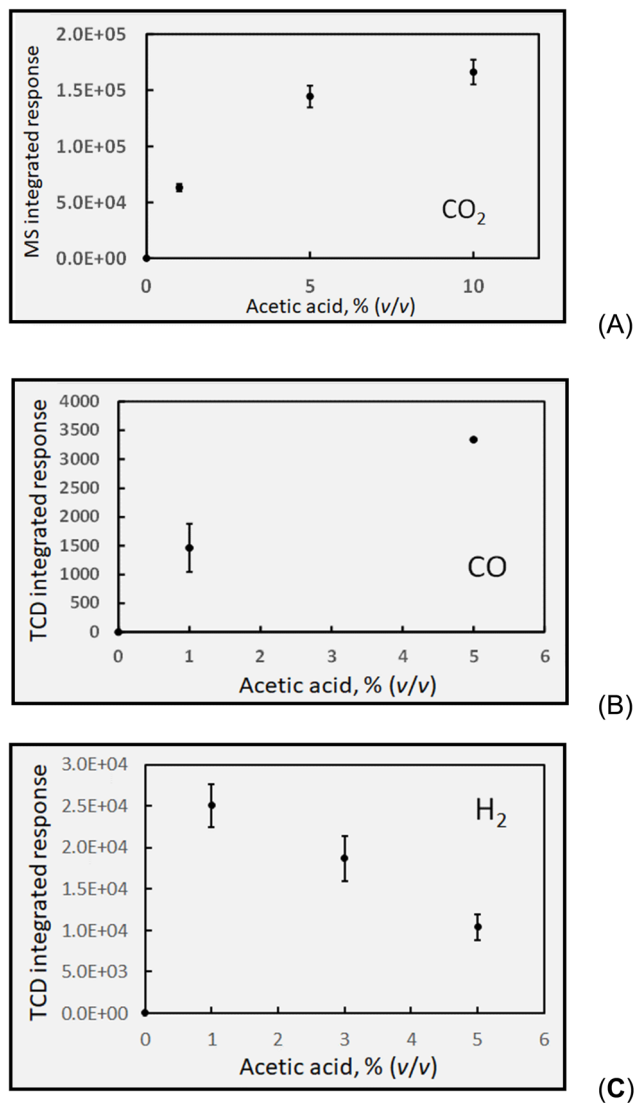 2.0E+05
1.5E+05
1.0E+05
5.0E+04
0.0E+00
MS integrated response
CO2
0 5 10
Acetic acid, % (v/v)
(A)
4000
3500
3000
2500
2000
1500
1000
500
0
TCD integrated response
CO
0 1 2 3 4 5 6
Acetic acid, % (v/v)
(B)
3.0E+04
2.5E+04
2.0E+04
1.5E+04
1.0E+04
5.0E+03
0.0E+00
TCD integrated response
H2
0 1 2 3 4 5 6
Acetic acid, % (v/v)
(C)